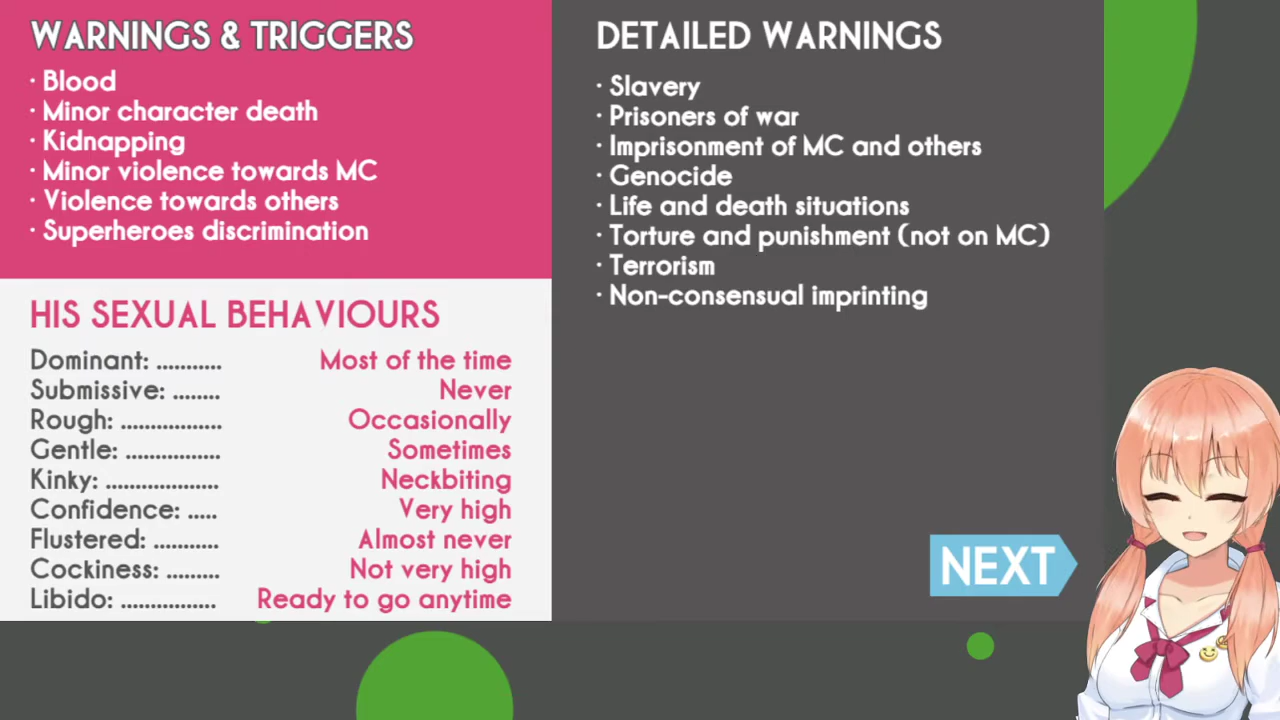 WARNINGS & TRIGGERS
· Blood
· Minor character death
· Kidnapping
· Minor violence towards MC
· Violence towards others
· Superheroes discrimination
HIS SEXUAL BEHAVIOURS
Dominant: ........... Most of the time
Submissive: ........ Never
Rough: ................. Occasionally
Gentle: ................ Sometimes
Kinky: ................... Neckbiting
Confidence: ..... Very high
Flustered: ........... Almost never
Cockiness: ......... Not very high
Libido: ................ Ready to go anytime
DETAILED WARNINGS
· Slavery
· Prisoners of war
· Imprisonment of MC and others
· Genocide
· Life and death situations
· Torture and punishment (not on MC)
· Terrorism
· Non-consensual imprinting
NEXT